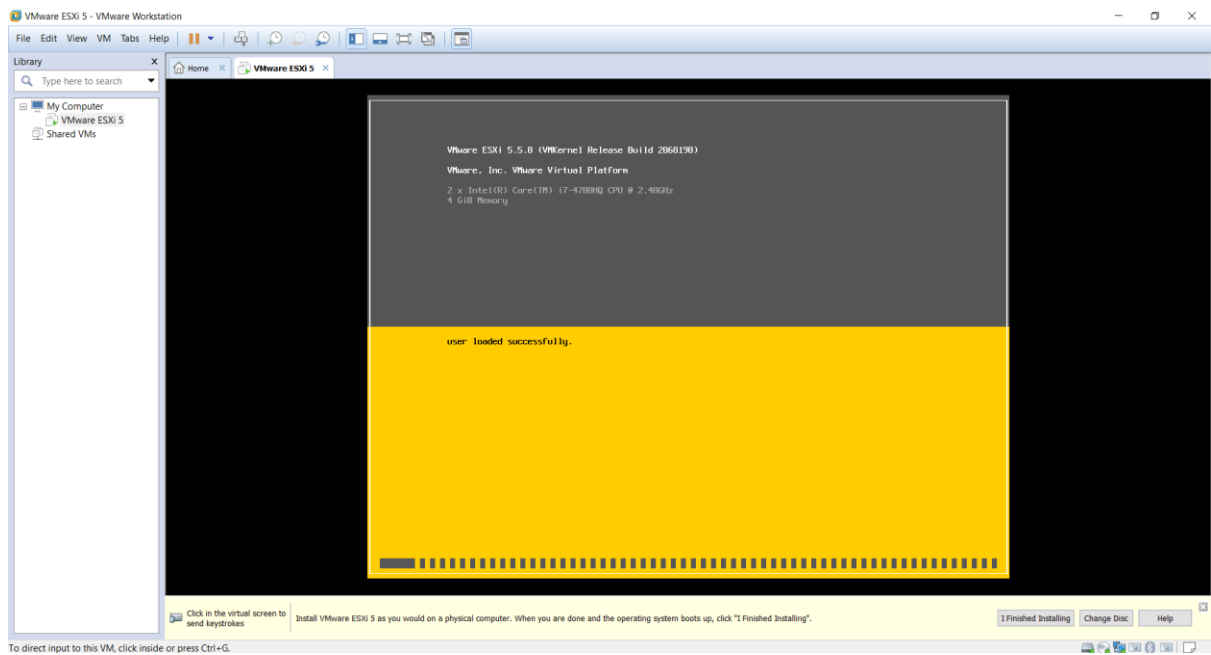 VMware ESXi 5 - VMware Workstation
File Edit View VM Tabs Help
Library X
Type here to search
My Computer
VMware ESXi 5
Shared VMs
Home
VMware ESXi 5
VMware ESXi 5.5.0 (VMKernel Release Build 2068190)
VMware, Inc. VMware Virtual Platform
2 x Intel(R) Core(TM) i7-4700HQ CPU @ 2.40GHz
4 GiB Memory
user loaded successfully.
Click in the virtual screen to
send keystrokes
Install VMware ESXi 5 as you would on a physical computer. When you are done and the operating system boots up, click "I Finished Installing".
I Finished Installing Change Disc Help
To direct input to this VM, click inside or press Ctrl+G.